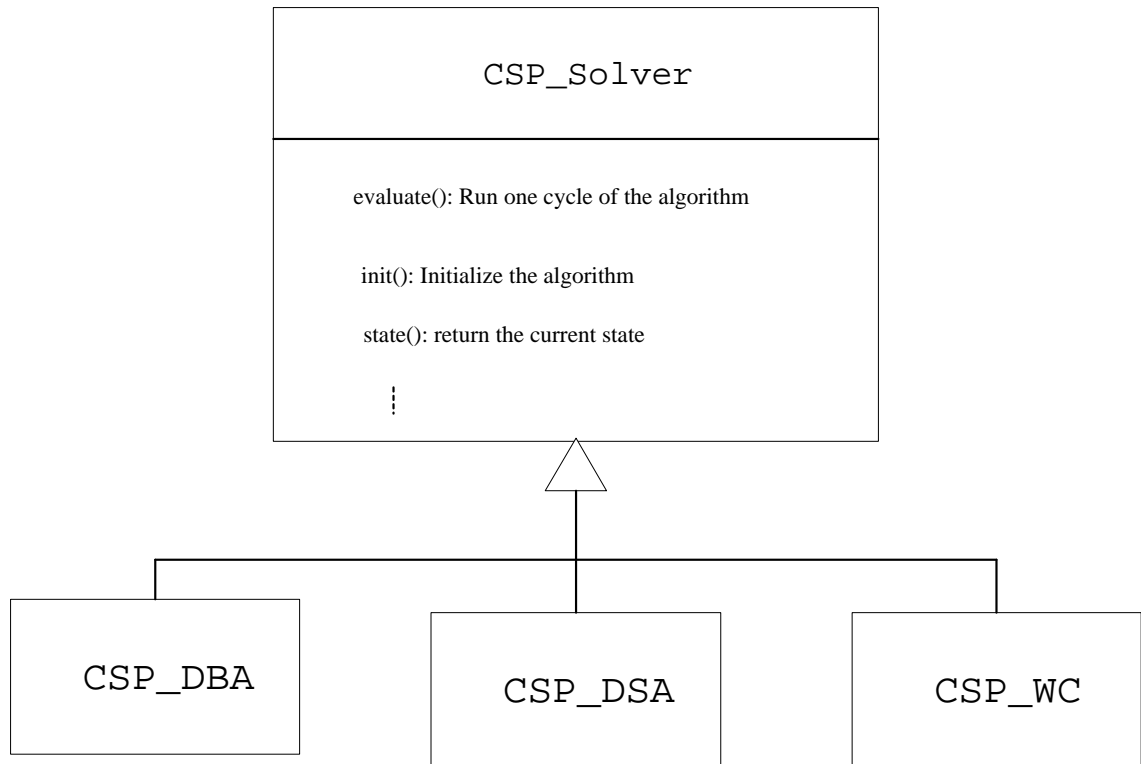 CSP_Solver
evaluate(): Run one cycle of the algorithm
init(): Initialize the algorithm
state(): return the current state
CSP_DBA
CSP_DSA
CSP_WC